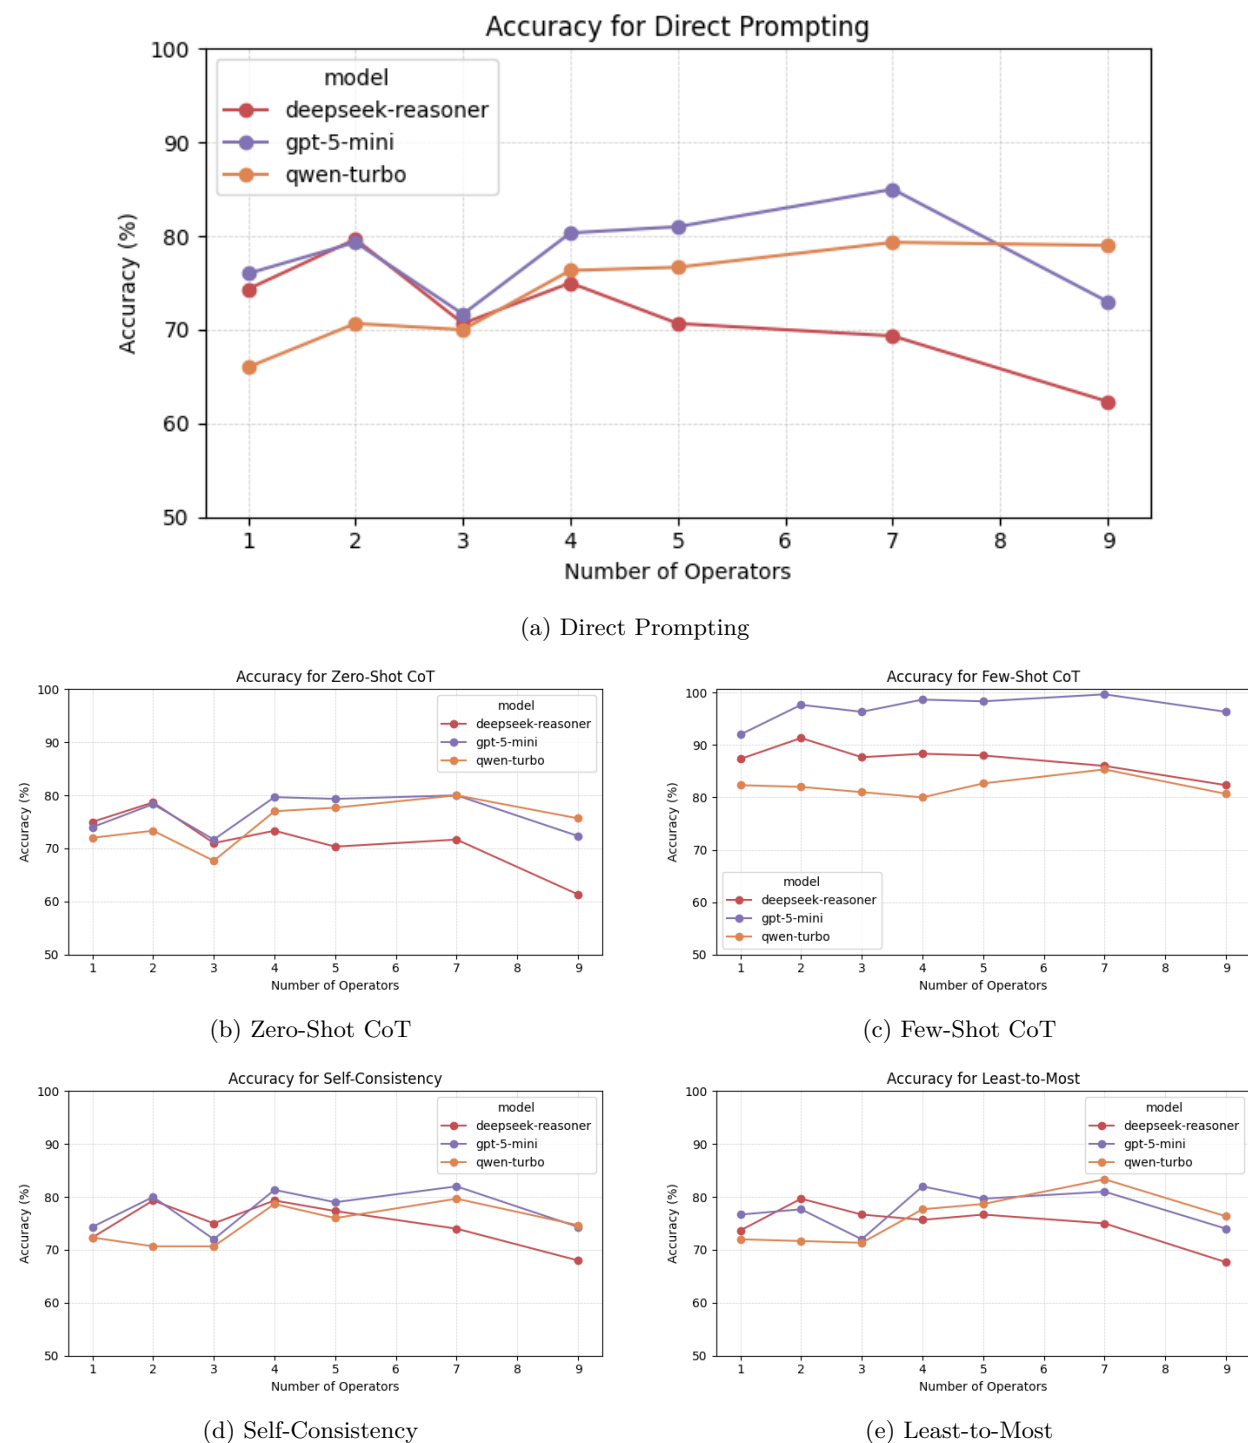 Accuracy for Direct Prompting
100
90
80
70
60
50
Accuracy (%)
model
deepseek-reasoner
gpt-5-mini
qwen-turbo
1 2 3 4 5 6 7 8 9
Number of Operators
(a) Direct Prompting
Accuracy for Zero-Shot CoT
100
90
80
70
60
50
Accuracy (%)
model
deepseek-reasoner
gpt-5-mini
qwen-turbo
1 2 3 4 5 6 7 8 9
Number of Operators
(b) Zero-Shot CoT
Accuracy for Few-Shot CoT
100
90
80
70
60
50
Accuracy (%)
model
deepseek-reasoner
gpt-5-mini
qwen-turbo
1 2 3 4 5 6 7 8 9
Number of Operators
(c) Few-Shot CoT
Accuracy for Self-Consistency
100
90
80
70
60
50
Accuracy (%)
model
deepseek-reasoner
gpt-5-mini
qwen-turbo
1 2 3 4 5 6 7 8 9
Number of Operators
(d) Self-Consistency
Accuracy for Least-to-Most
100
90
80
70
60
50
Accuracy (%)
model
deepseek-reasoner
gpt-5-mini
qwen-turbo
1 2 3 4 5 6 7 8 9
Number of Operators
(e) Least-to-Most